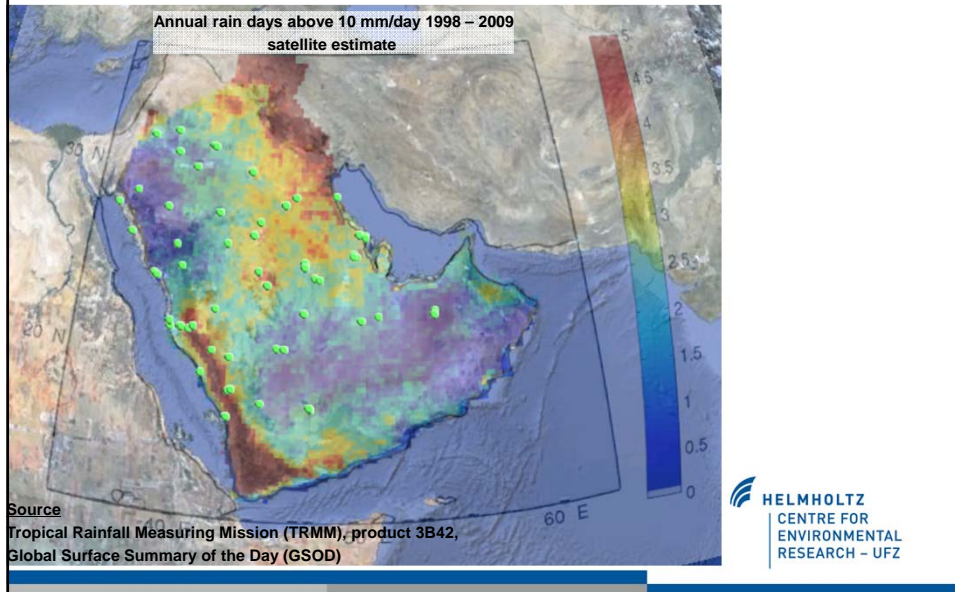 Annual rain days above 10 mm/day 1998 – 2009
satellite estimate
5
4.5
4
3.5
3
2.5
2
1.5
1
0.5
0
30 N
20 N
60 E
Source
Tropical Rainfall Measuring Mission (TRMM), product 3B42,
Global Surface Summary of the Day (GSOD)
HELMHOLTZ
CENTRE FOR
ENVIRONMENTAL
RESEARCH – UFZ